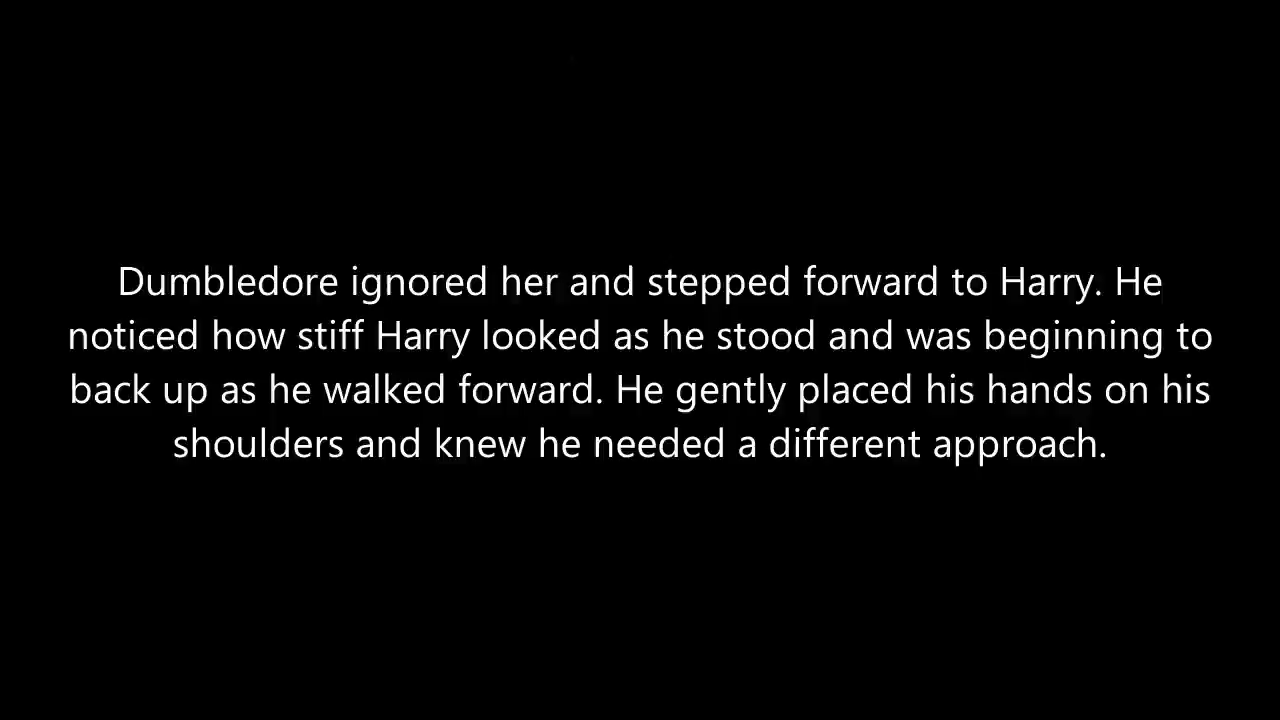 Dumbledore ignored her and stepped forward to Harry. He
noticed how stiff Harry looked as he stood and was beginning to
back up as he walked forward. He gently placed his hands on his
shoulders and knew he needed a different approach.